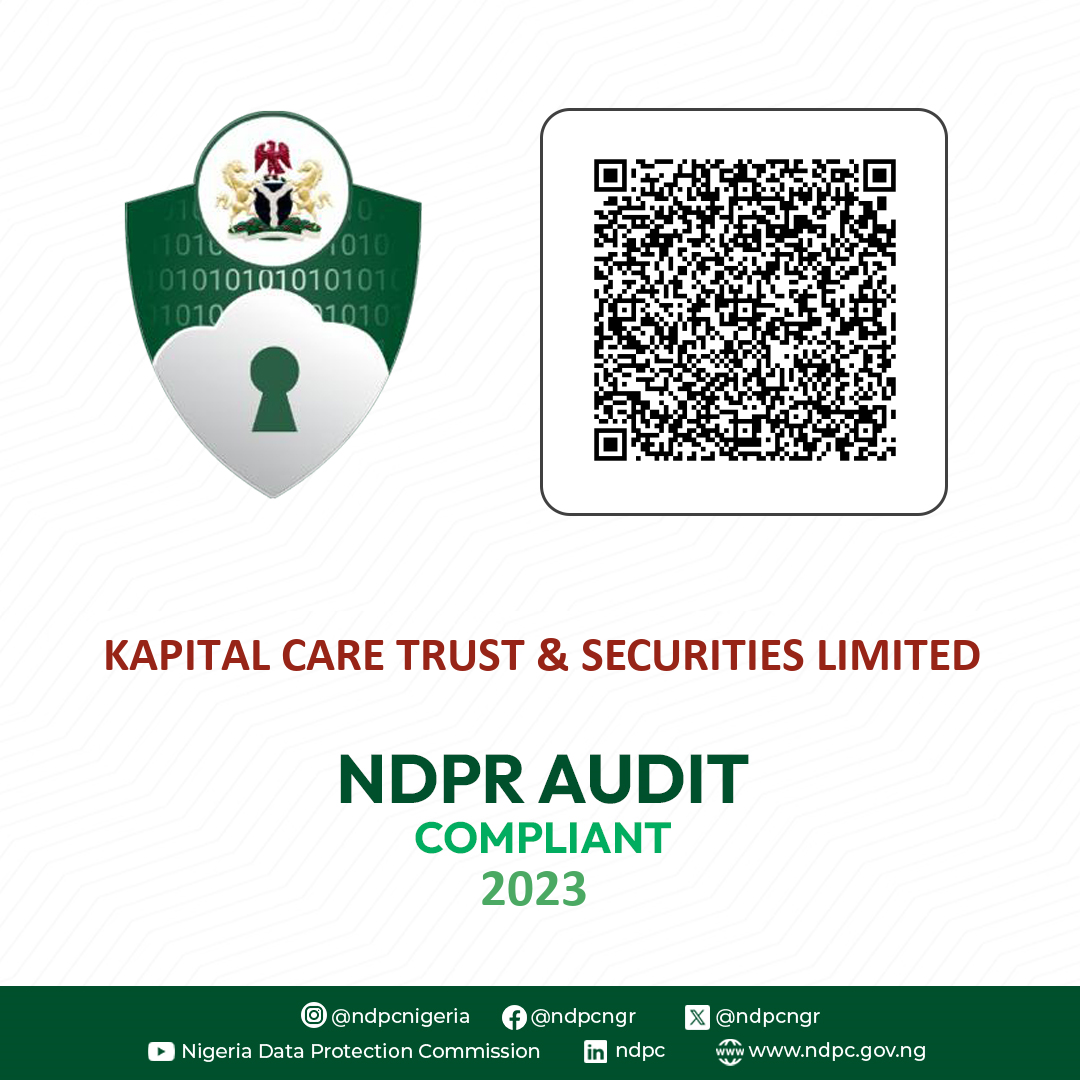 KAPITAL CARE TRUST & SECURITIES LIMITED
NDPR AUDIT
COMPLIANT
2023
@ndpcnigeria @ndpcngr @ndpcngr
Nigeria Data Protection Commission ndpc www.ndpc.gov.ng